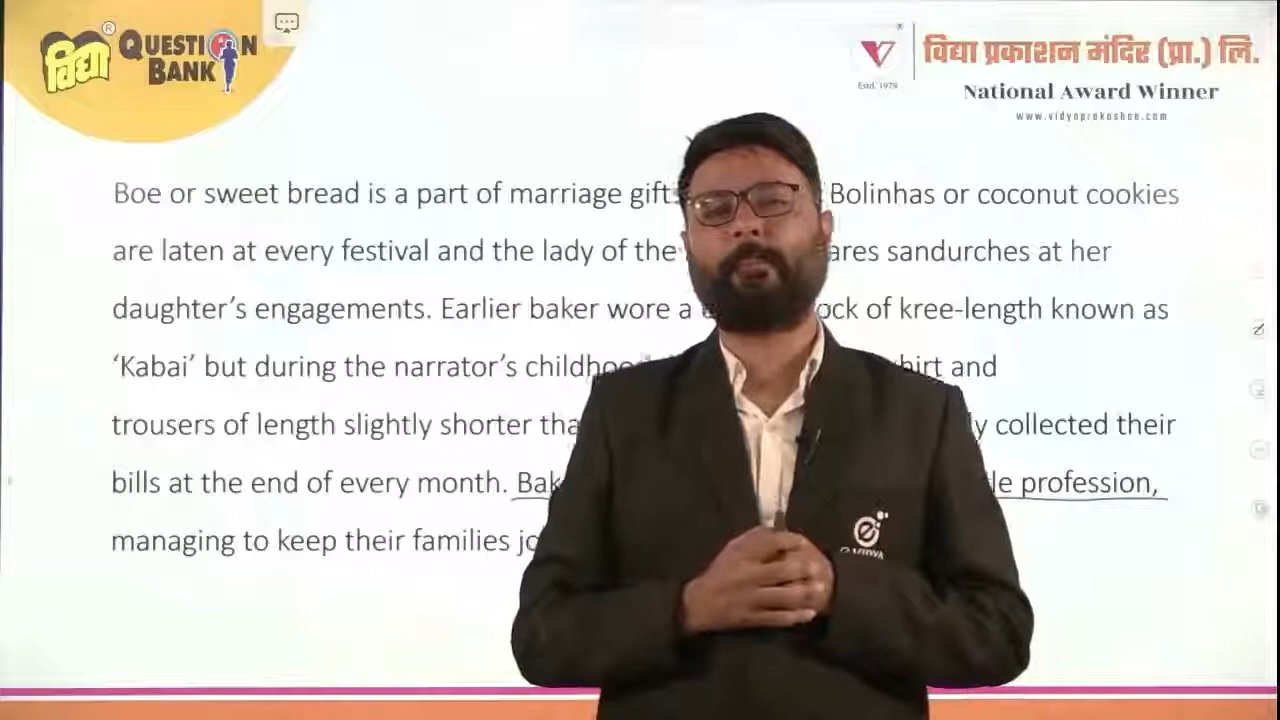 विद्या ®
QUESTION
BANK
Estd. 1979
विद्या प्रकाशन मंदिर (प्रा.) लि.
National Award Winner
www.vidyaprakashan.com
Boe or sweet bread is a part of marriage gift Bolinhas or coconut cookies
are laten at every festival and the lady of the ares sandurches at her
daughter's engagements. Earlier baker wore a ock of kree-length known as
'Kabai' but during the narrator's childhoo hirt and
trousers of length slightly shorter tha ly collected their
bills at the end of every month. Bak le profession,
managing to keep their families jo